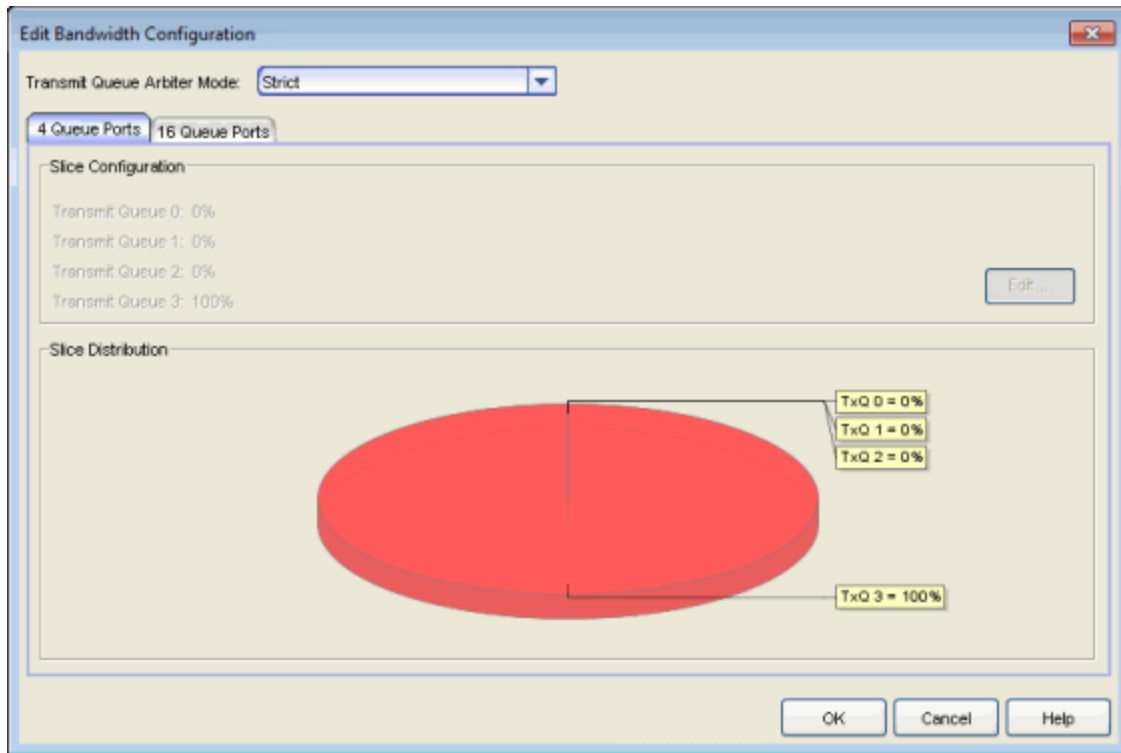 Edit Bandwidth Configuration
Transmit Queue Arbiter Mode: Strict
4 Queue Ports 16 Queue Ports
Slice Configuration
Transmit Queue 0: 0%
Transmit Queue 1: 0%
Transmit Queue 2: 0%
Transmit Queue 3: 100%
Edit...
Slice Distribution
TxQ 0 = 0%
TxQ 1 = 0%
TxQ 2 = 0%
TxQ 3 = 100%
OK Cancel Help